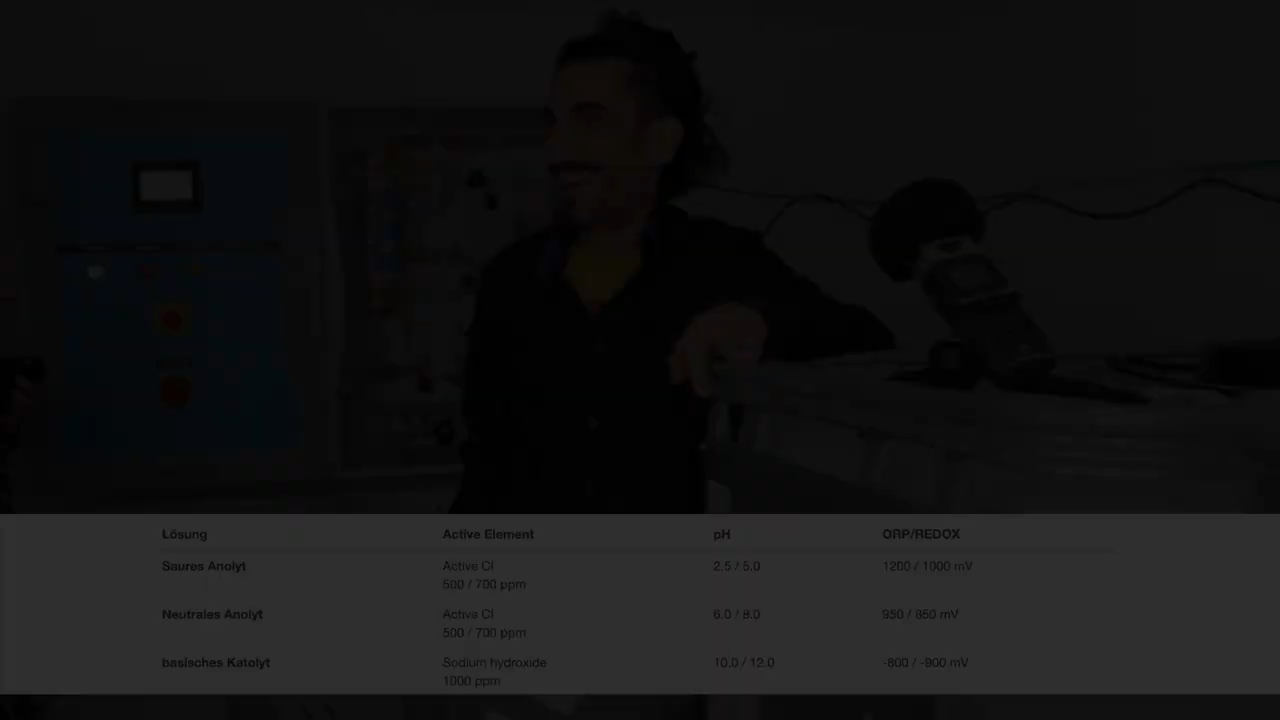 Lösung Active Element pH ORP/REDOX
Saures Anolyt Active Cl 2.5 / 5.0 1200 / 1000 mV
500 / 700 ppm
Neutrales Anolyt Active Cl 6.0 / 8.0 950 / 850 mV
500 / 700 ppm
basisches Katolyt Sodium hydroxide 10.0 / 12.0 -800 / -900 mV
1000 ppm